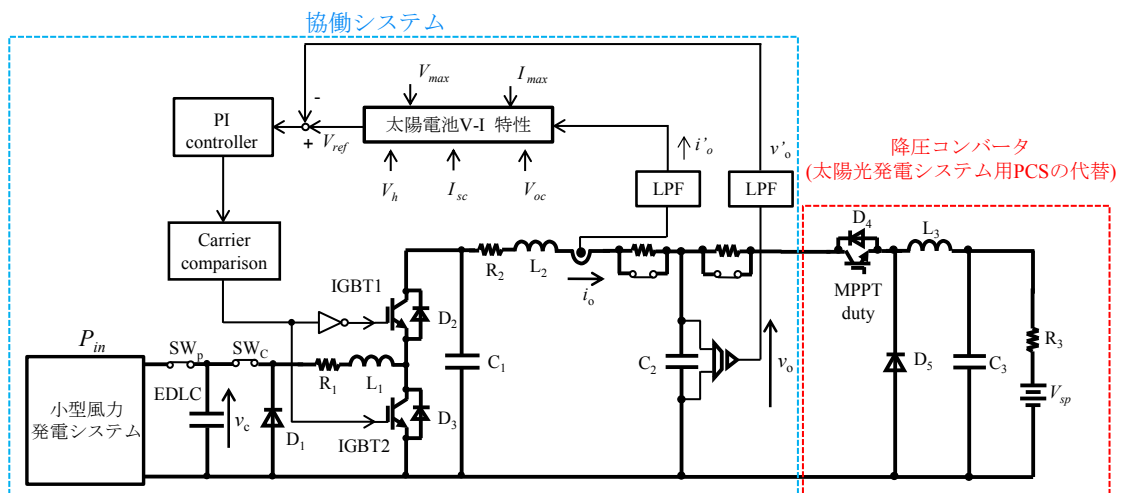 協働システム
V_max
I_max
PI
controller
-
+
V_ref
太陽電池V-I 特性
i'_o
v'_o
LPF
LPF
V_h
I_sc
V_oc
降圧コンバータ
(太陽光発電システム用PCSの代替)
Carrier
comparison
D_4
L_3
R_2
L_2
i_o
MPPT
duty
IGBT1
D_2
P_in
SW_p
SW_C
R_1
L_1
C_1
C_2
v_o
D_5
C_3
R_3
V_sp
EDLC
v_c
D_1
D_3
IGBT2
小型風力
発電システム